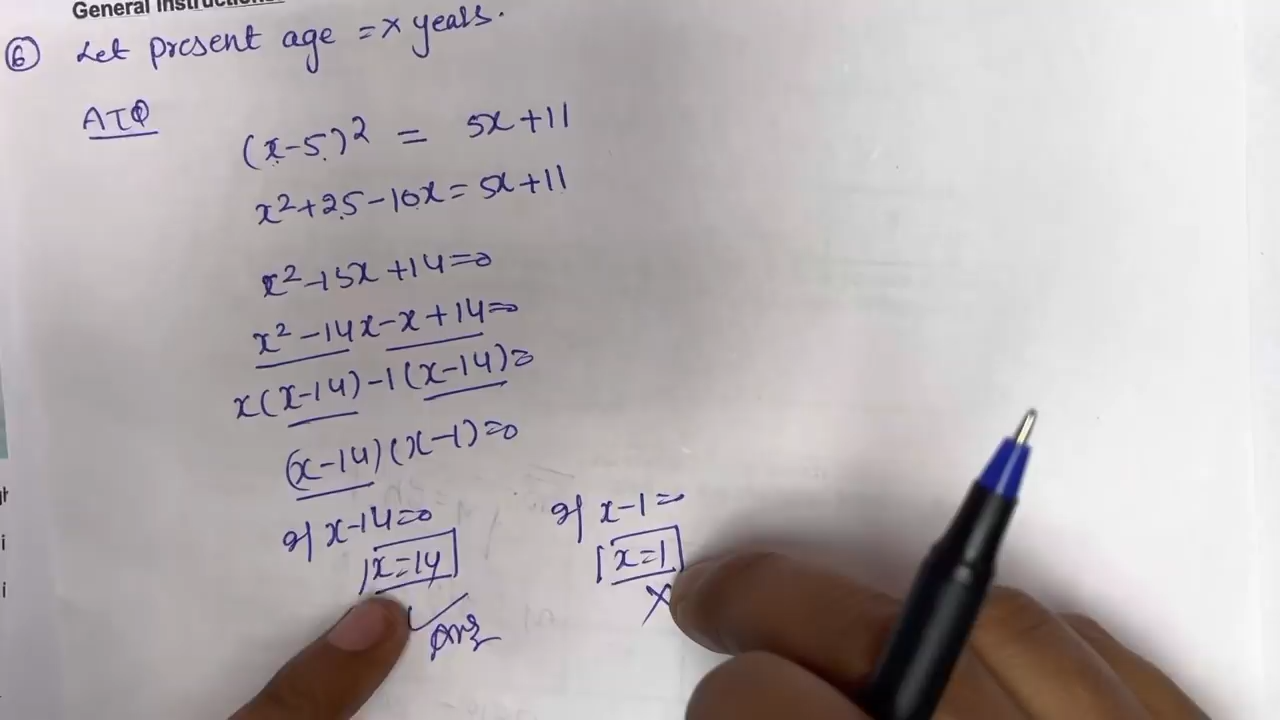 General Instructions
⑥ Let present age = x years.
ATQ
(x-5)² = 5x+11
x²+25-10x=5x+11
x²-15x+14=0
x²-14x-x+14=0
x(x-14)-1(x-14)=0
(x-14)(x-1)=0
If x-14=0 If x-1=0
x=14 x=1
✓ Ans X